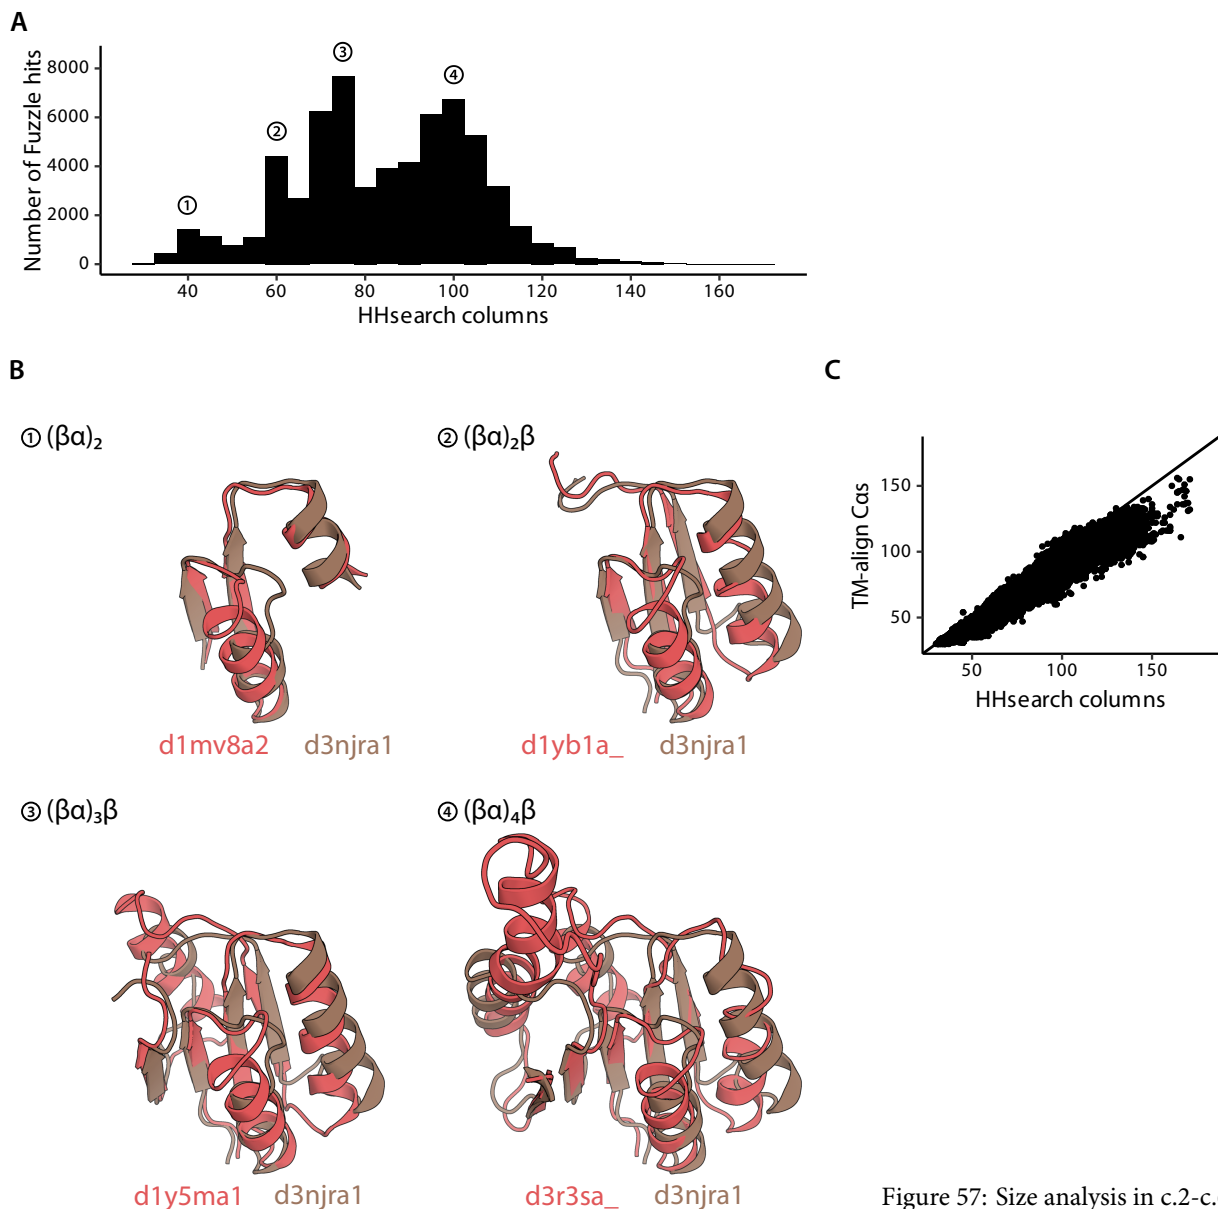 A
③
④
②
①
8000
6000
4000
2000
0
Number of Fuzzle hits
40 60 80 100 120 140 160
HHsearch columns
B
C
① (βα)₂
② (βα)₂β
d1mv8a2 d3njra1
d1yb1a_ d3njra1
150
100
50
TM-align Cαs
50 100 150
HHsearch columns
③ (βα)₃β
④ (βα)₄β
d1y5ma1 d3njra1
d3r3sa_ d3njra1
Figure 57: Size analysis in c.2-c.